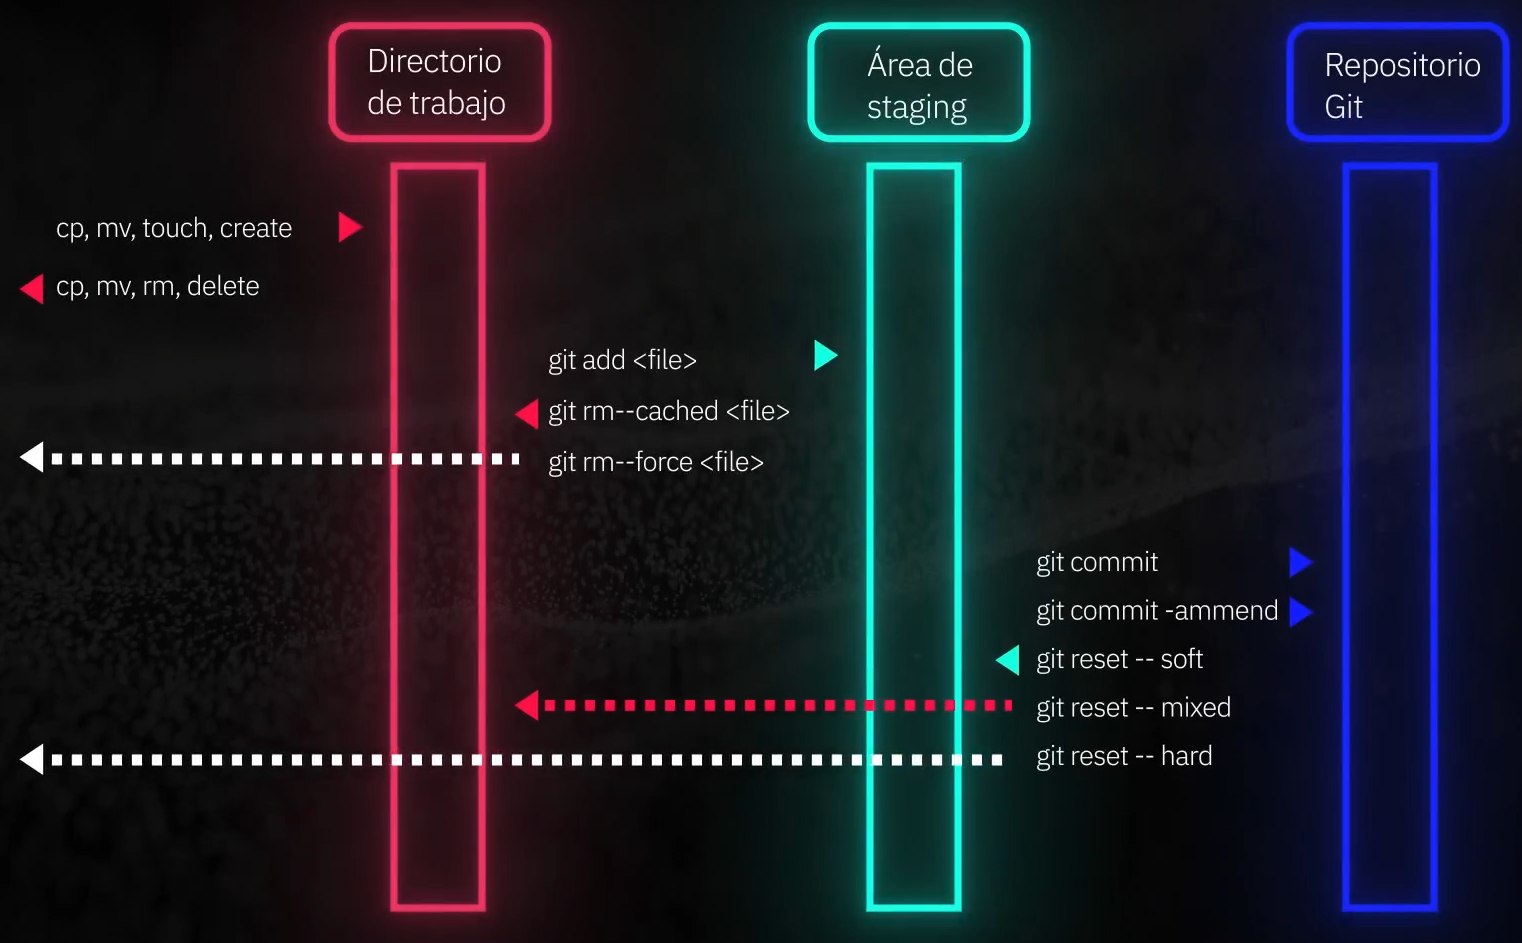 Directorio
de trabajo
Área de
staging
Repositorio
Git
cp, mv, touch, create
cp, mv, rm, delete
git add <file>
git rm--cached <file>
git rm--force <file>
git commit
git commit -ammend
git reset -- soft
git reset -- mixed
git reset -- hard